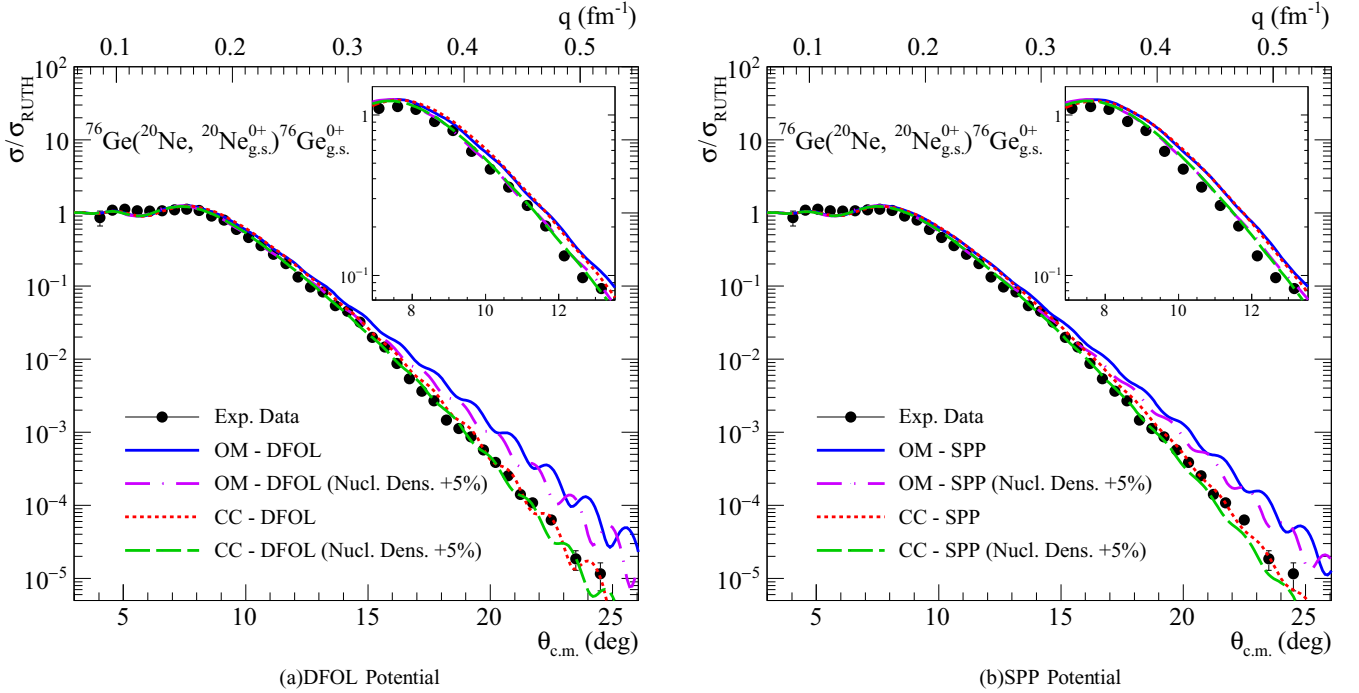 q (fm⁻¹)
0.1 0.2 0.3 0.4 0.5
σ/σ_RUTH
10²
10
1
10⁻¹
10⁻²
10⁻³
10⁻⁴
10⁻⁵
⁷⁶Ge(²⁰Ne, ²⁰Ne⁰⁺g.s.)⁷⁶Ge⁰⁺g.s.
1
10⁻¹
8 10 12
Exp. Data
OM - DFOL
OM - DFOL (Nucl. Dens. +5%)
CC - DFOL
CC - DFOL (Nucl. Dens. +5%)
5 10 15 20 25
θc.m. (deg)
(a)DFOL Potential
q (fm⁻¹)
0.1 0.2 0.3 0.4 0.5
σ/σ_RUTH
10²
10
1
10⁻¹
10⁻²
10⁻³
10⁻⁴
10⁻⁵
⁷⁶Ge(²⁰Ne, ²⁰Ne⁰⁺g.s.)⁷⁶Ge⁰⁺g.s.
1
10⁻¹
8 10 12
Exp. Data
OM - SPP
OM - SPP (Nucl. Dens. +5%)
CC - SPP
CC - SPP (Nucl. Dens. +5%)
5 10 15 20 25
θc.m. (deg)
(b)SPP Potential